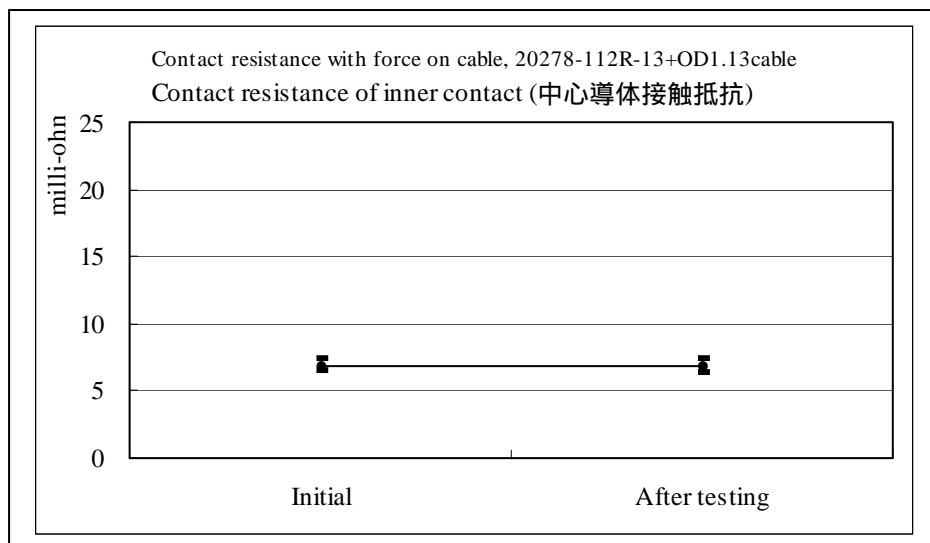 Contact resistance with force on cable, 20278-112R-13+OD1.13cable
Contact resistance of inner contact (中心導体接触抵抗)
milli-ohn
25
20
15
10
5
0
Initial After testing